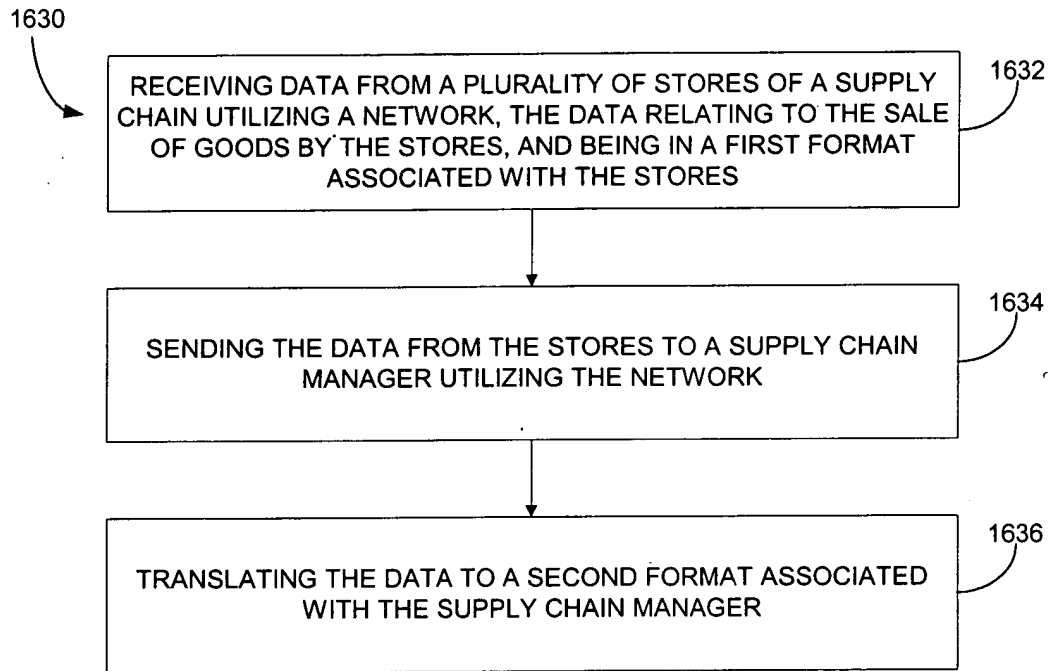 1630
RECEIVING DATA FROM A PLURALITY OF STORES OF A SUPPLY
CHAIN UTILIZING A NETWORK, THE DATA RELATING TO THE SALE
OF GOODS BY THE STORES, AND BEING IN A FIRST FORMAT
ASSOCIATED WITH THE STORES
1632
SENDING THE DATA FROM THE STORES TO A SUPPLY CHAIN
MANAGER UTILIZING THE NETWORK
1634
TRANSLATING THE DATA TO A SECOND FORMAT ASSOCIATED
WITH THE SUPPLY CHAIN MANAGER
1636